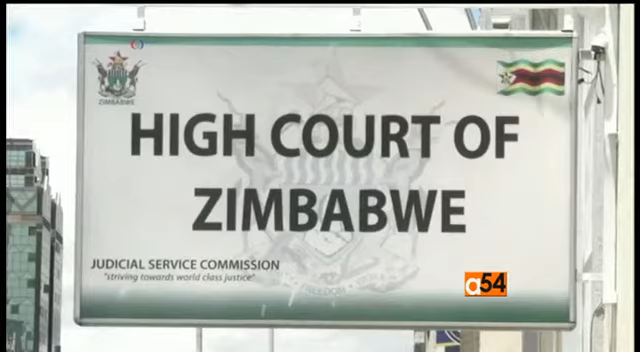 ZIMBABWE
HIGH COURT OF
ZIMBABWE
JUDICIAL SERVICE COMMISSION
"striving towards world class justice"
a54